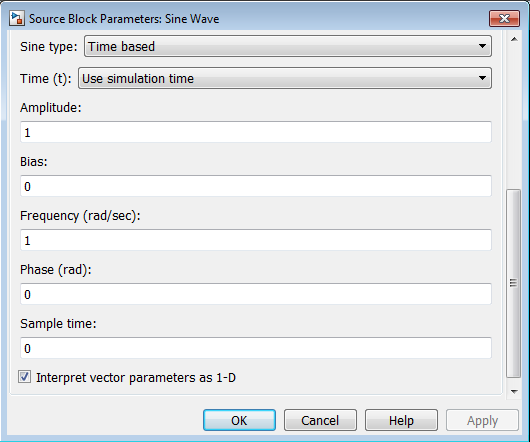 Source Block Parameters: Sine Wave
Sine type: Time based
Time (t): Use simulation time
Amplitude:
1
Bias:
0
Frequency (rad/sec):
1
Phase (rad):
0
Sample time:
0
Interpret vector parameters as 1-D
OK Cancel Help Apply